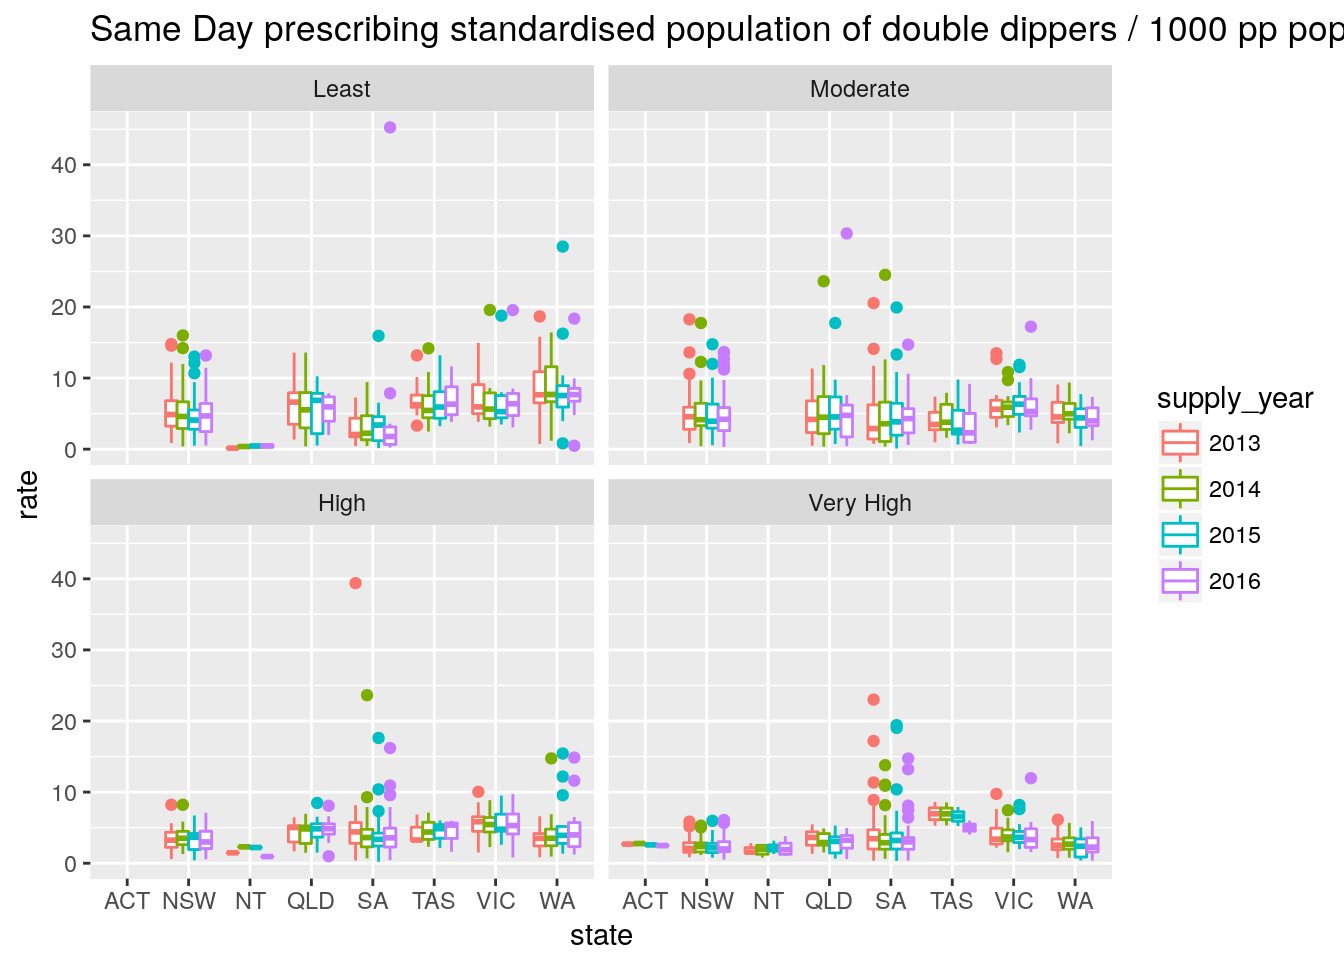 Same Day prescribing standardised population of double dippers / 1000 pp pop
Least
Moderate
40
30
20
10
0
High
Very High
40
30
20
10
0
rate
ACT NSW NT QLD SA TAS VIC WA
ACT NSW NT QLD SA TAS VIC WA
state
supply_year
2013
2014
2015
2016